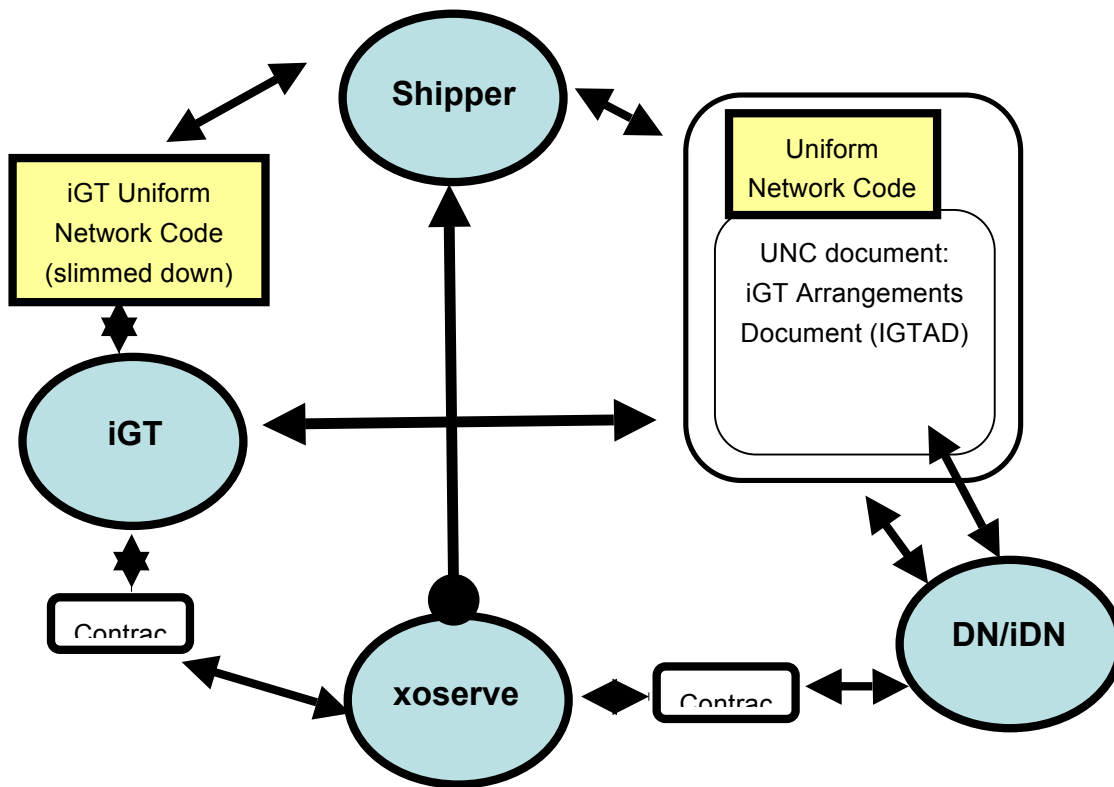 Shipper
Uniform
Network Code
iGT Uniform
Network Code
(slimmed down)
UNC document:
iGT Arrangements
Document (IGTAD)
iGT
Contrac
xoserve
Contrac
DN/iDN